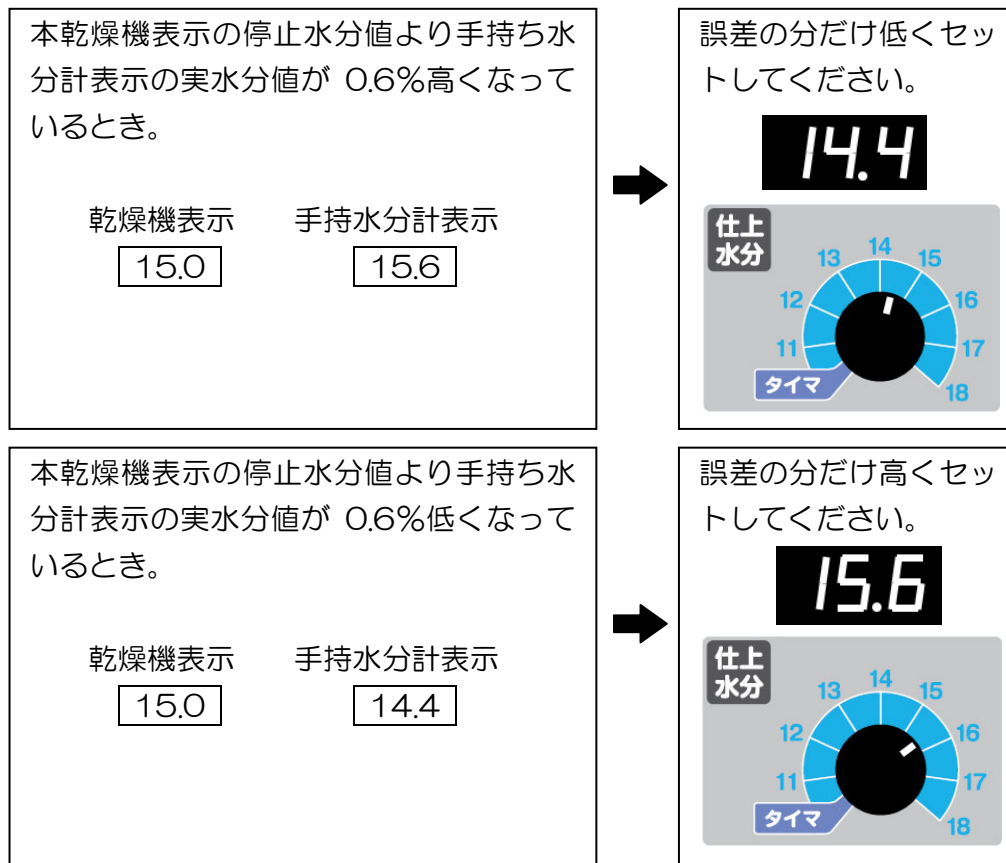 本乾燥機表示の停止水分値より手持ち水
分計表示の実水分値が 0.6%高くなって
いるとき。
乾燥機表示 手持水分計表示
15.0 15.6
誤差の分だけ低くセッ
トしてください。
14.4
仕上
水分
11
12
13
14
15
16
17
18
タイマ
本乾燥機表示の停止水分値より手持ち水
分計表示の実水分値が 0.6%低くなって
いるとき。
乾燥機表示 手持水分計表示
15.0 14.4
誤差の分だけ高くセッ
トしてください。
15.6
仕上
水分
11
12
13
14
15
16
17
18
タイマ